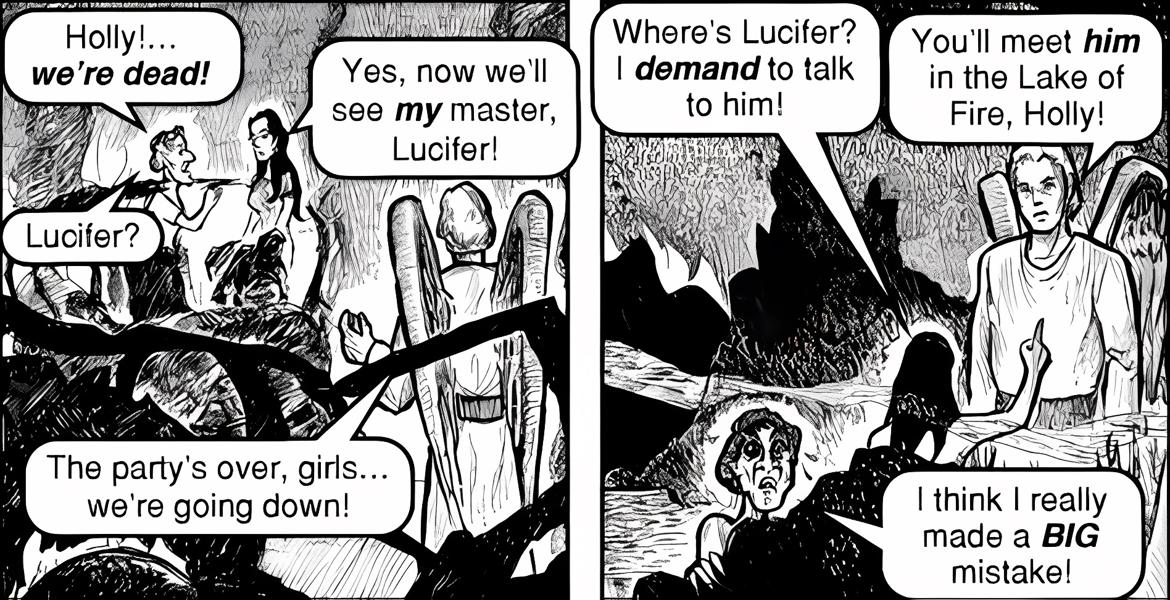 Holly!...
we're dead!
Yes, now we'll
see my master,
Lucifer!
Lucifer?
The party's over, girls...
we're going down!
Where's Lucifer?
I demand to talk
to him!
You'll meet him
in the Lake of
Fire, Holly!
I think I really
made a BIG
mistake!